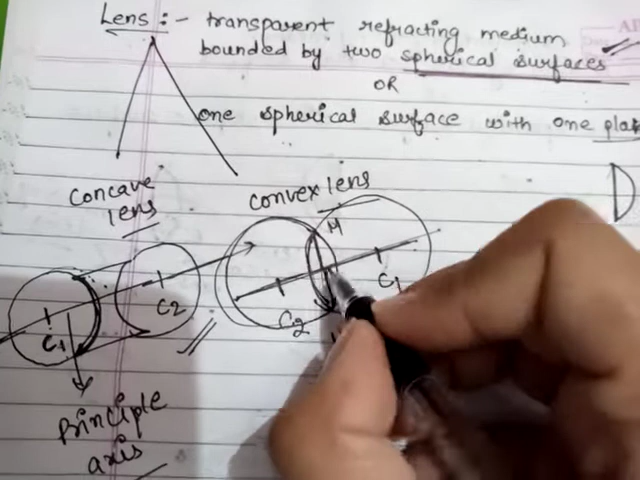 Lens :- transparent refracting medium
bounded by two spherical surfaces
OR
one spherical surface with one
Concave
lens
Convex lens
M
C1
C2
C2
C1
Principle
axis